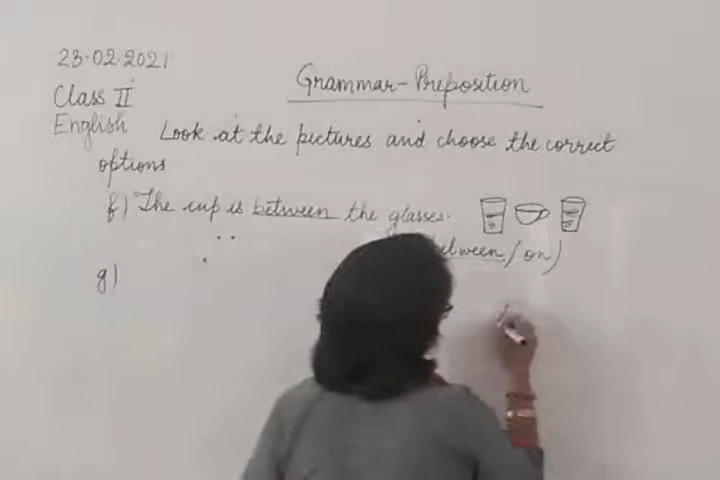 23.02.2021
Grammar-Preposition
Class II
English Look at the pictures and choose the correct
options
f) The cup is between the glasses.
between/on)
g)